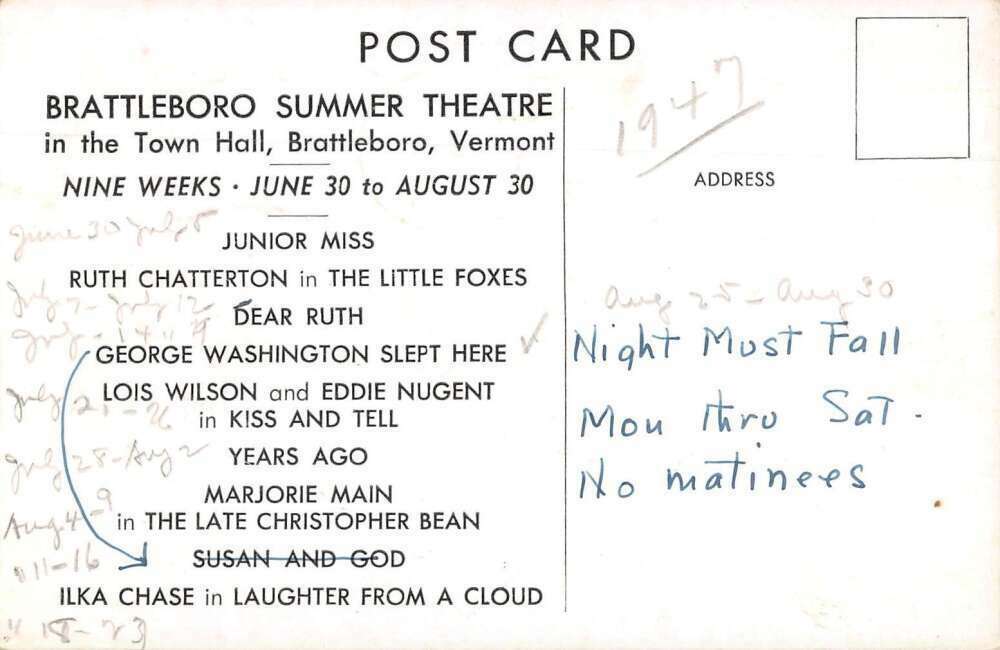 POST CARD
BRATTLEBORO SUMMER THEATRE
in the Town Hall, Brattleboro, Vermont
NINE WEEKS · JUNE 30 to AUGUST 30
June 30 July 5
JUNIOR MISS
RUTH CHATTERTON in THE LITTLE FOXES
July 7 - July 12
DEAR RUTH
July - 14 " 19
GEORGE WASHINGTON SLEPT HERE ✓
LOIS WILSON and EDDIE NUGENT
July 21 - 26
in KISS AND TELL
July 28 - Aug 2
YEARS AGO
MARJORIE MAIN
Aug 4 - 9
in THE LATE CHRISTOPHER BEAN
" 11 - 16
SUSAN AND GOD
ILKA CHASE in LAUGHTER FROM A CLOUD
" 18 - 23
1947
ADDRESS
Aug 25 - Aug 30
Night Must Fall
Mon thru Sat.
No matinees